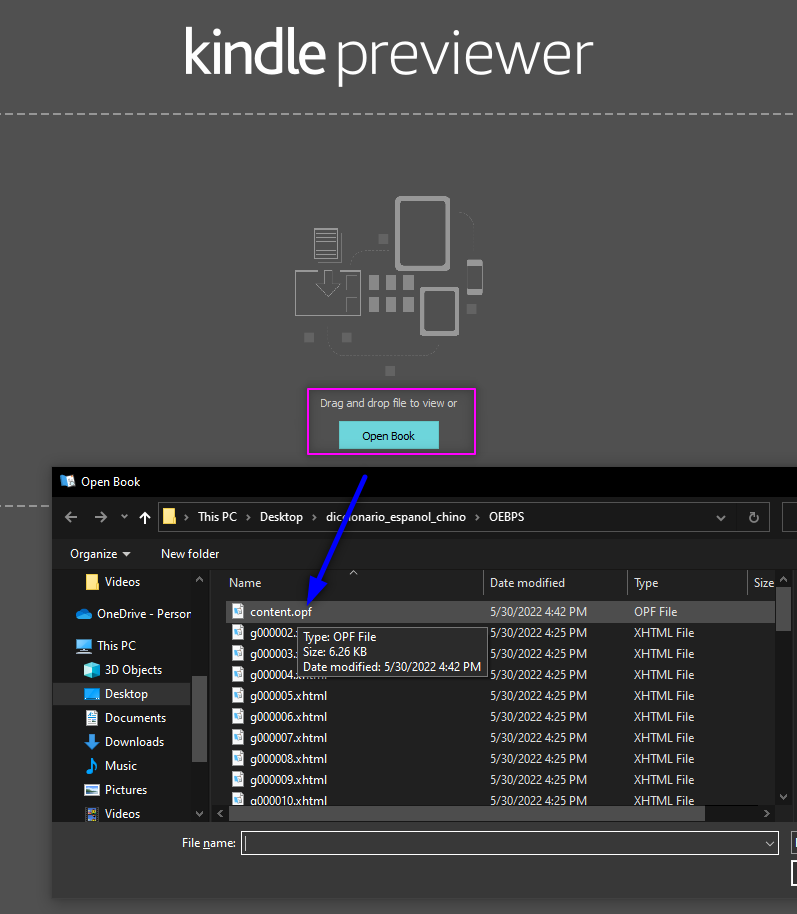 kindle previewer
Drag and drop file to view or
Open Book
Open Book
This PC > Desktop > diccionario_espanol_chino > OEBPS
Organize
New folder
Name
Date modified
Type
Size
Videos
OneDrive - Person
This PC
3D Objects
Desktop
Documents
Downloads
Music
Pictures
Videos
content.opf 5/30/2022 4:42 PM OPF File
g000002. 5/30/2022 4:25 PM XHTML File
g000003. 5/30/2022 4:25 PM XHTML File
g000004.xhtml 5/30/2022 4:25 PM XHTML File
g000005.xhtml 5/30/2022 4:25 PM XHTML File
g000006.xhtml 5/30/2022 4:25 PM XHTML File
g000007.xhtml 5/30/2022 4:25 PM XHTML File
g000008.xhtml 5/30/2022 4:25 PM XHTML File
g000009.xhtml 5/30/2022 4:25 PM XHTML File
g000010.xhtml 5/30/2022 4:25 PM XHTML File
Type: OPF File
Size: 6.26 KB
Date modified: 5/30/2022 4:42 PM
File name: